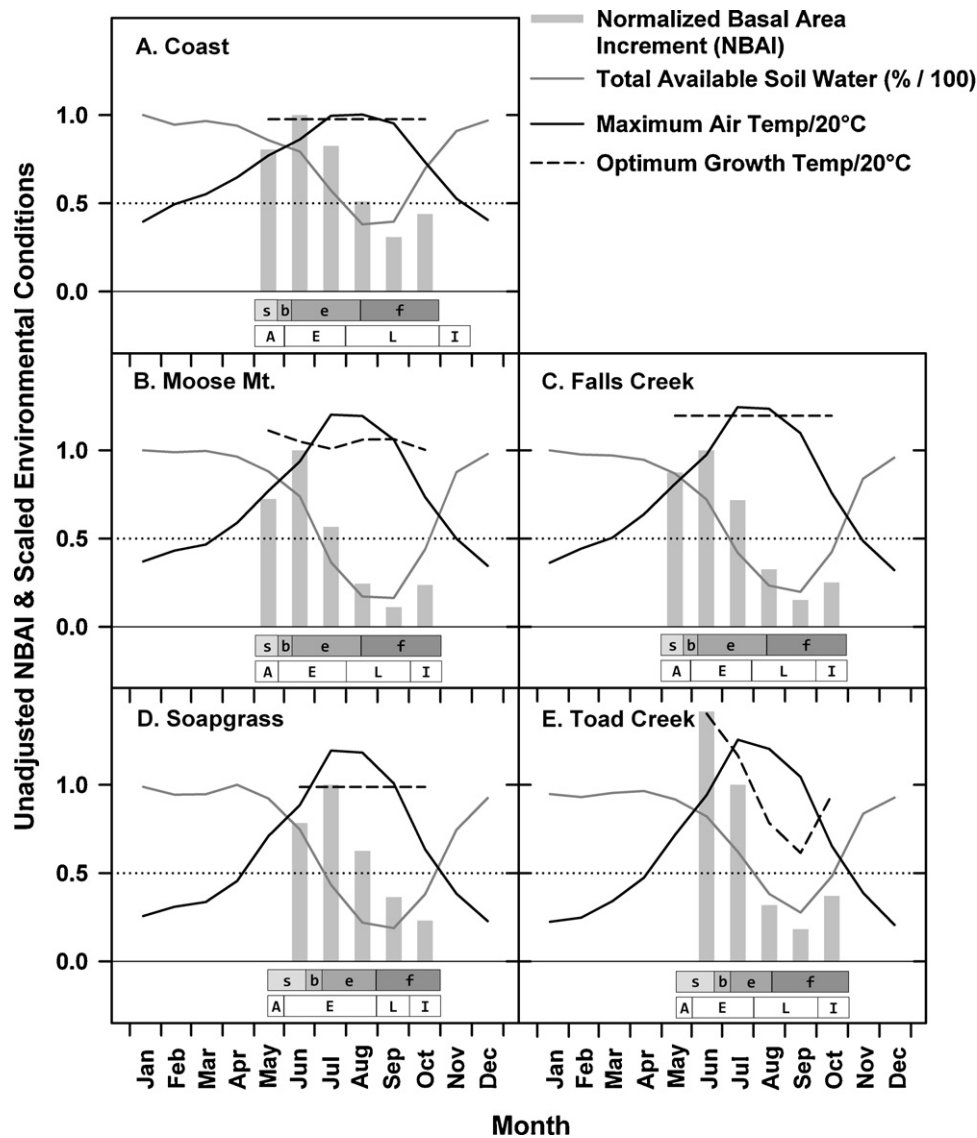 A. Coast
Normalized Basal Area
Increment (NBAI)
Total Available Soil Water (% / 100)
Maximum Air Temp/20°C
Optimum Growth Temp/20°C
Unadjusted NBAI & Scaled Environmental Conditions
1.0
0.5
0.0
s b e f
A E L I
B. Moose Mt.
C. Falls Creek
1.0
0.5
0.0
s b e f
A E L I
s b e f
A E L I
D. Soapgrass
E. Toad Creek
1.0
0.5
0.0
s b e f
A E L I
s b e f
A E L I
Jan Feb Mar Apr May Jun Jul Aug Sep Oct Nov Dec
Jan Feb Mar Apr May Jun Jul Aug Sep Oct Nov Dec
Month